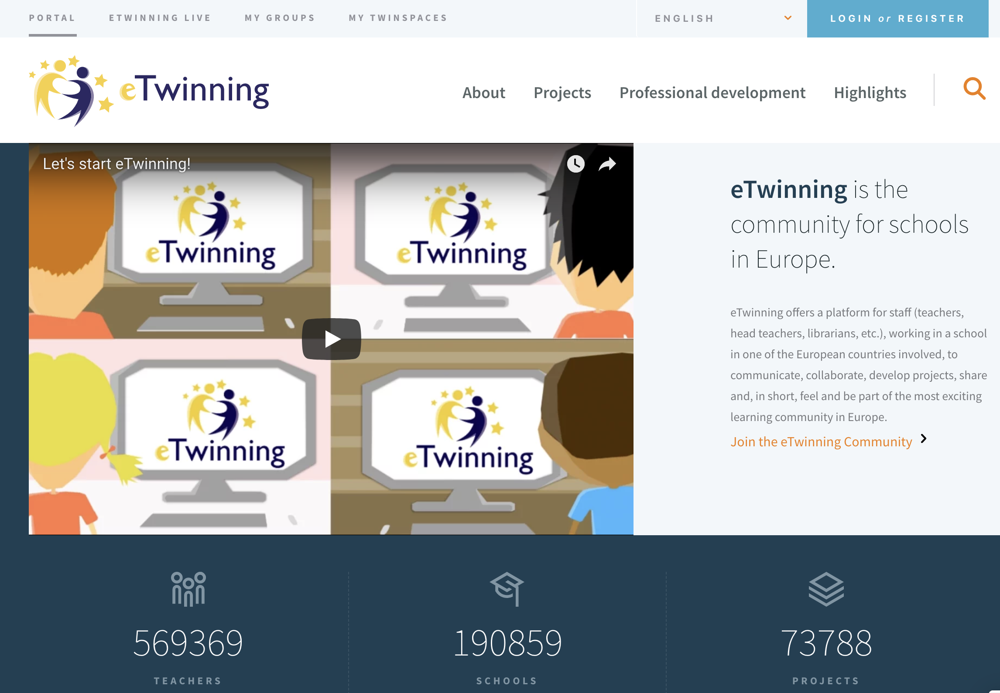 PORTAL ETWINNING LIVE MY GROUPS MY TWINSPACES ENGLISH LOGIN or REGISTER
eTwinning
About Projects Professional development Highlights
Let's start eTwinning!
eTwinning
eTwinning
eTwinning
eTwinning
eTwinning is the
community for schools
in Europe.
eTwinning offers a platform for staff (teachers,
head teachers, librarians, etc.), working in a school
in one of the European countries involved, to
communicate, collaborate, develop projects, share
and, in short, feel and be part of the most exciting
learning community in Europe.
Join the eTwinning Community
569369
TEACHERS
190859
SCHOOLS
73788
PROJECTS